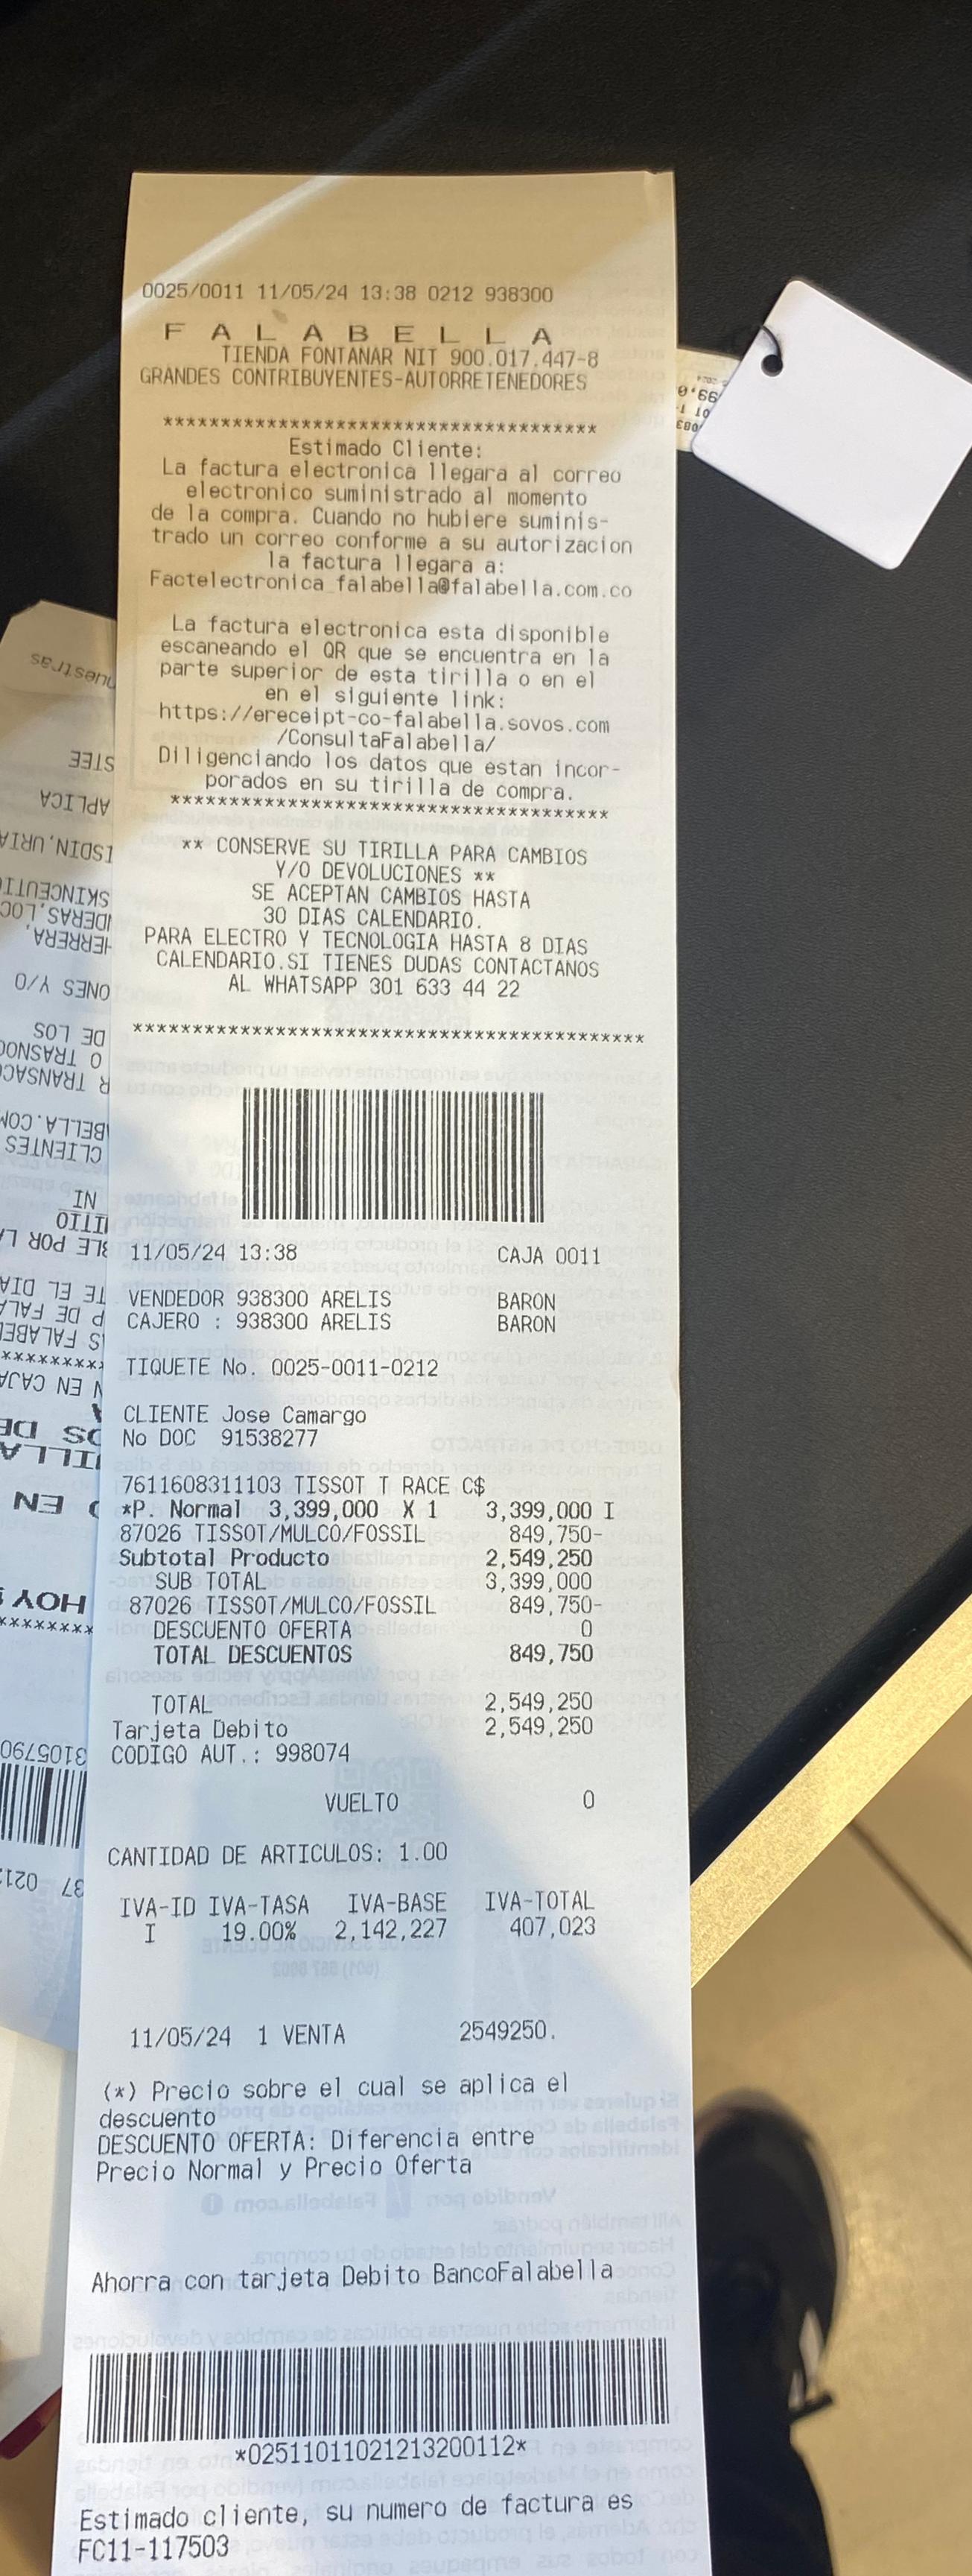 0025/0011 11/05/24 13:38 0212 938300
F A L A B E L L A
TIENDA FONTANAR NIT 900.017.447-8
GRANDES CONTRIBUYENTES-AUTORRETENEDORES
*************************************
Estimado Cliente:
La factura electronica llegara al correo
electronico suministrado al momento
de la compra. Cuando no hubiere suminis-
trado un correo conforme a su autorizacion
la factura llegara a:
Factelectronica_falabella@falabella.com.co
La factura electronica esta disponible
escaneando el QR que se encuentra en la
parte superior de esta tirilla o en el
en el siguiente link:
https://ereceipt-co-falabella.sovos.com
/ConsultaFalabella/
Diligenciando los datos que estan incor-
porados en su tirilla de compra.
*************************************
** CONSERVE SU TIRILLA PARA CAMBIOS
Y/O DEVOLUCIONES **
SE ACEPTAN CAMBIOS HASTA
30 DIAS CALENDARIO.
PARA ELECTRO Y TECNOLOGIA HASTA 8 DIAS
CALENDARIO.SI TIENES DUDAS CONTACTANOS
AL WHATSAPP 301 633 44 22
*******************************************
11/05/24 13:38 CAJA 0011
VENDEDOR 938300 ARELIS BARON
CAJERO : 938300 ARELIS BARON
TIQUETE No. 0025-0011-0212
CLIENTE Jose Camargo
No DOC 91538277
7611608311103 TISSOT T RACE C$
*P. Normal 3,399,000 X 1 3,399,000 I
87026 TISSOT/MULCO/FOSSIL 849,750-
Subtotal Producto 2,549,250
SUB TOTAL 3,399,000
87026 TISSOT/MULCO/FOSSIL 849,750-
DESCUENTO OFERTA 0
TOTAL DESCUENTOS 849,750
TOTAL 2,549,250
Tarjeta Debito 2,549,250
CODIGO AUT.: 998074
VUELTO 0
CANTIDAD DE ARTICULOS: 1.00
IVA-ID IVA-TASA IVA-BASE IVA-TOTAL
I 19.00% 2,142,227 407,023
11/05/24 1 VENTA 2549250.
(*) Precio sobre el cual se aplica el
descuento
DESCUENTO OFERTA: Diferencia entre
Precio Normal y Precio Oferta
Ahorra con tarjeta Debito BancoFalabella
*02511011021213200112*
Estimado cliente, su numero de factura es
FC11-117503